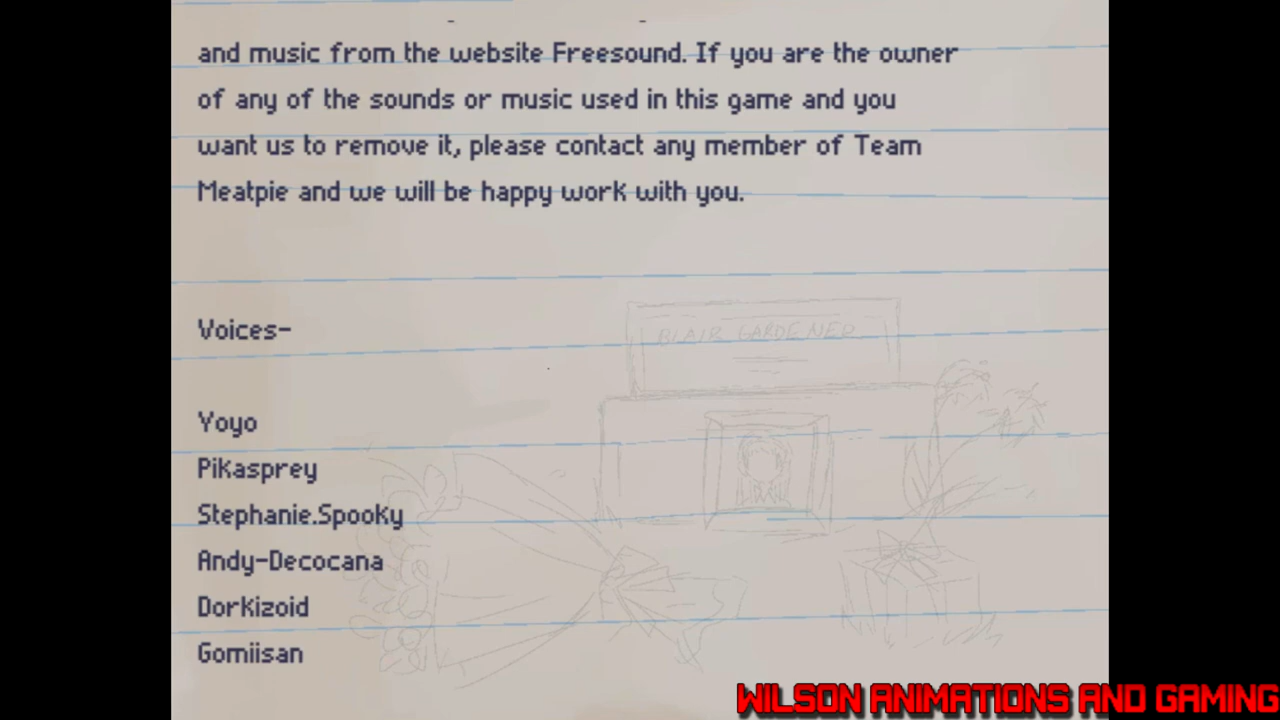 and music from the website Freesound. If you are the owner
of any of the sounds or music used in this game and you
want us to remove it, please contact any member of Team
Meatpie and we will be happy work with you.
Voices-
BLAIR GARDENER
Yoyo
Pikasprey
Stephanie.Spooky
Andy-Decocana
Dorkizoid
Gomiisan
WILSON ANIMATIONS AND GAMING